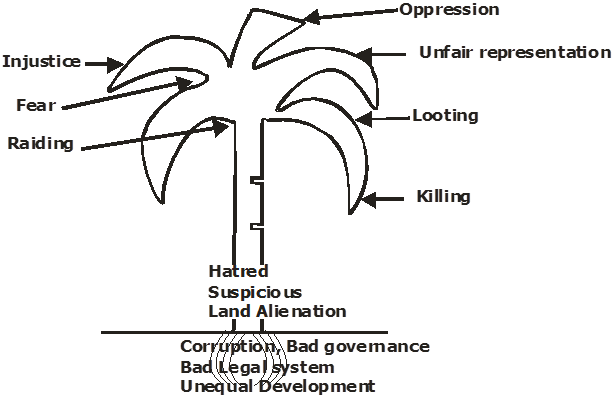 Oppression
Injustice
Unfair representation
Fear
Looting
Raiding
Killing
Hatred
Suspicious
Land Alienation
Corruption, Bad governance
Bad Legal system
Unequal Development